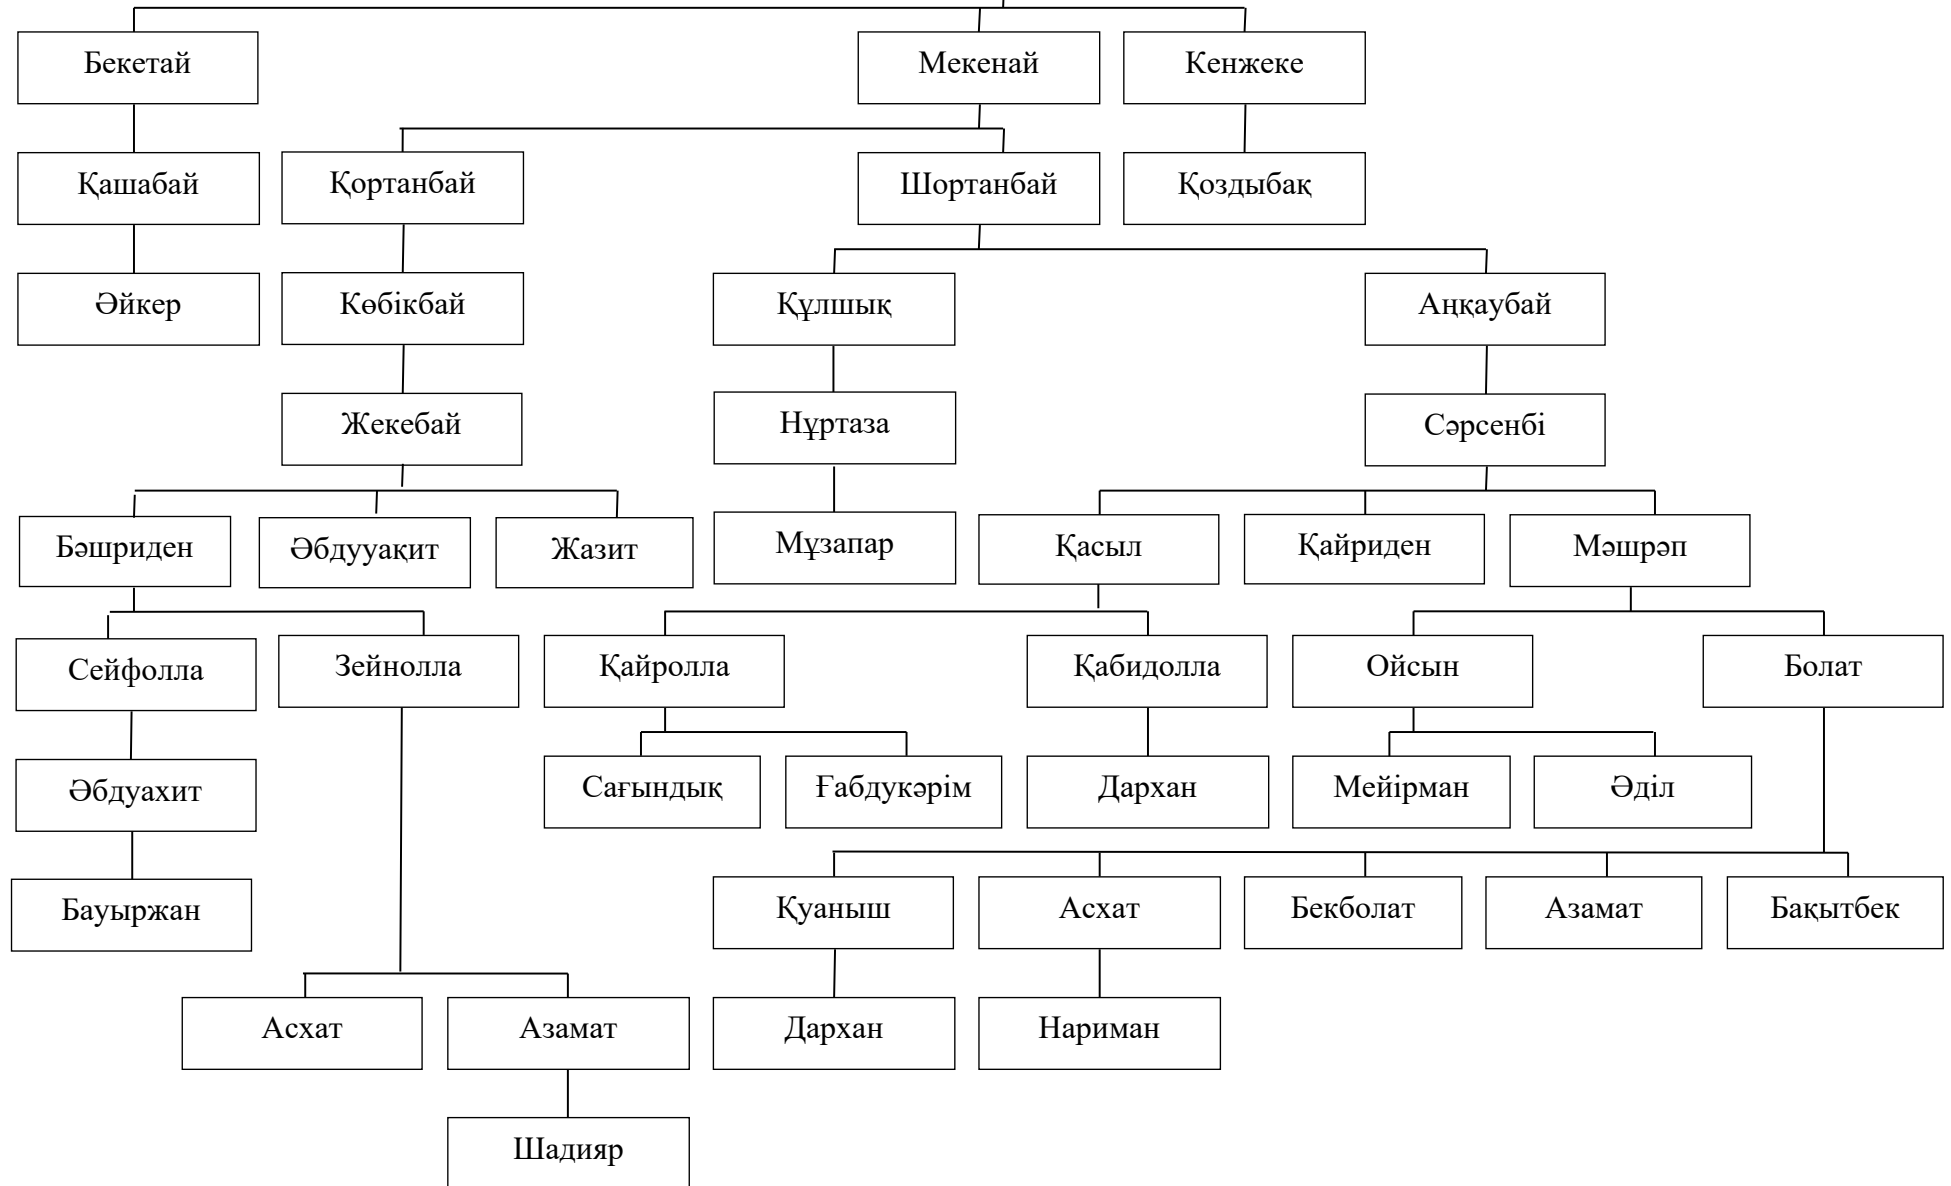 Бекетай
Мекенай
Кенжеке
Қашабай
Қортанбай
Шортанбай
Қоздыбақ
Әйкер
Көбікбай
Құлшық
Аңқаубай
Жекебай
Нұртаза
Сәрсенбі
Бәшриден
Әбдууақит
Жазит
Мұзапар
Қасыл
Қайриден
Мәшрәп
Сейфолла
Зейнолла
Қайролла
Қабидолла
Ойсын
Болат
Әбдуахит
Сағындық
Ғабдукәрім
Дархан
Мейірман
Әділ
Бауыржан
Қуаныш
Асхат
Бекболат
Азамат
Бақытбек
Асхат
Азамат
Дархан
Нариман
Шадияр